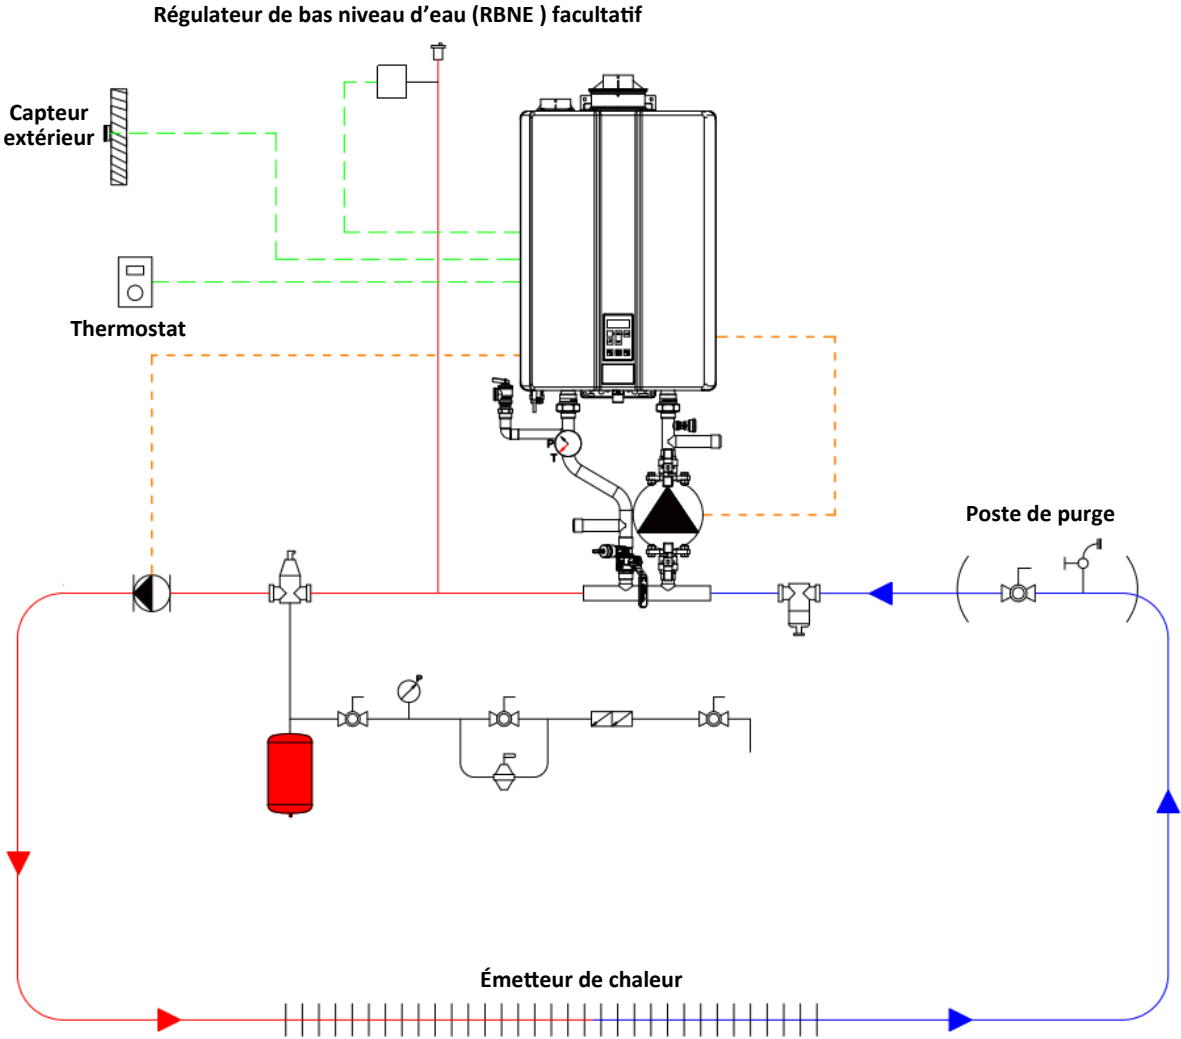 Régulateur de bas niveau d’eau (RBNE ) facultatif
Capteur
extérieur
Thermostat
P
T
Poste de purge
P
Émetteur de chaleur